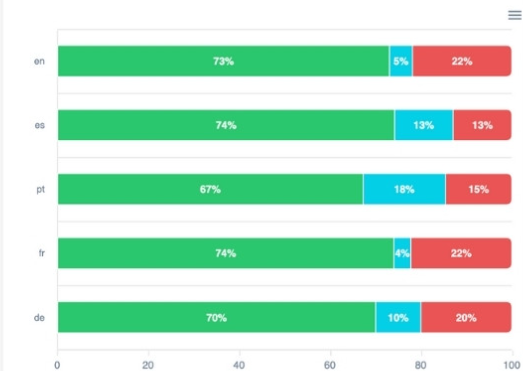 en 73% 5% 22%
es 74% 13% 13%
pt 67% 18% 15%
fr 74% 4% 22%
de 70% 10% 20%
0 20 40 60 80 100